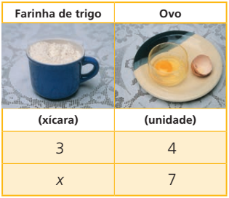 Farinha de trigo Ovo
(xícara) (unidade)
3 4
x 7